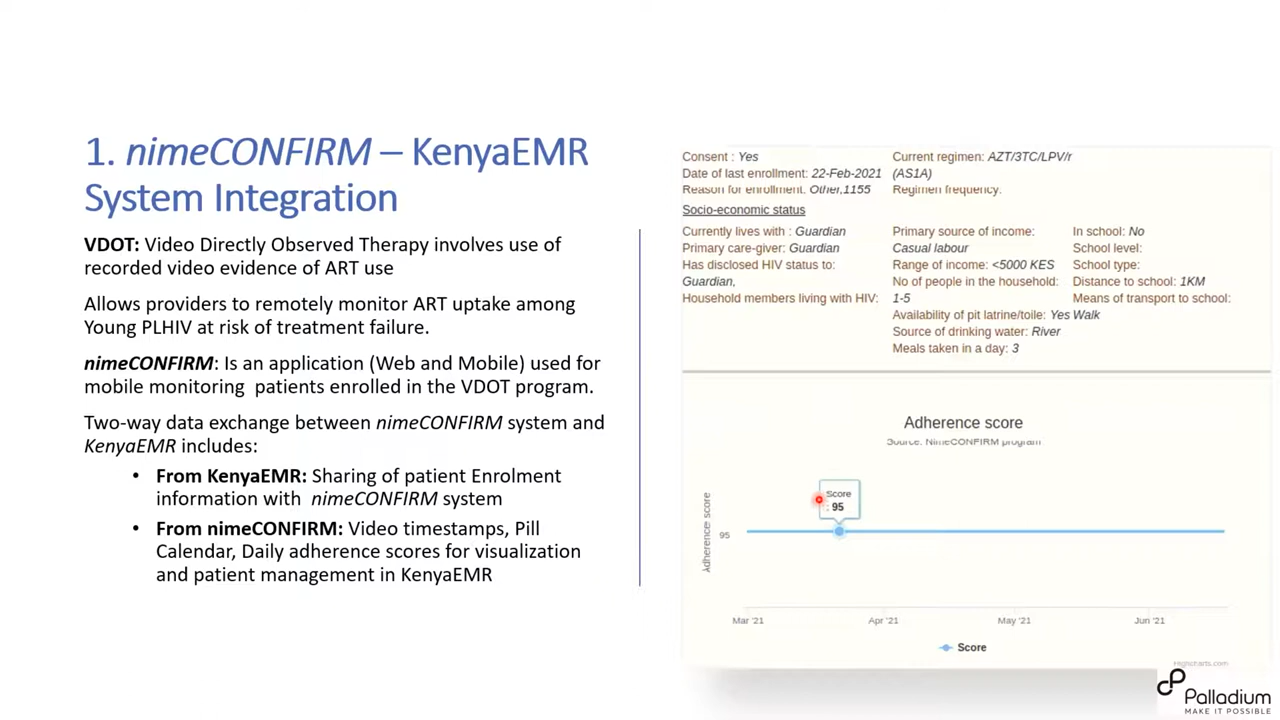 1. nimeCONFIRM – KenyaEMR
System Integration
VDOT: Video Directly Observed Therapy involves use of
recorded video evidence of ART use
Allows providers to remotely monitor ART uptake among
Young PLHIV at risk of treatment failure.
nimeCONFIRM: Is an application (Web and Mobile) used for
mobile monitoring patients enrolled in the VDOT program.
Two-way data exchange between nimeCONFIRM system and
KenyaEMR includes:
• From KenyaEMR: Sharing of patient Enrolment
information with nimeCONFIRM system
• From nimeCONFIRM: Video timestamps, Pill
Calendar, Daily adherence scores for visualization
and patient management in KenyaEMR
Consent : Yes
Date of last enrollment: 22-Feb-2021
Reason for enrollment: Other,1155
Current regimen: AZT/3TC/LPV/r
(AS1A)
Regimen frequency:
Socio-economic status
Currently lives with : Guardian
Primary care-giver: Guardian
Has disclosed HIV status to:
Guardian,
Household members living with HIV:
Primary source of income:
Casual labour
Range of income: <5000 KES
No of people in the household:
1-5
Availability of pit latrine/toile: Yes
Source of drinking water: River
Meals taken in a day: 3
In school: No
School level:
School type:
Distance to school: 1KM
Means of transport to school:
Walk
Adherence score
Source: NimeCONFIRM program
Score
: 95
Adherence score
95
Mar '21
Apr '21
May '21
Jun '21
Score
Highcharts.com
Palladium
MAKE IT POSSIBLE